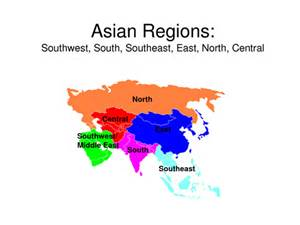 Asian Regions:
Southwest, South, Southeast, East, North, Central
North
Central
East
Southwest/
Middle East
South
Southeast